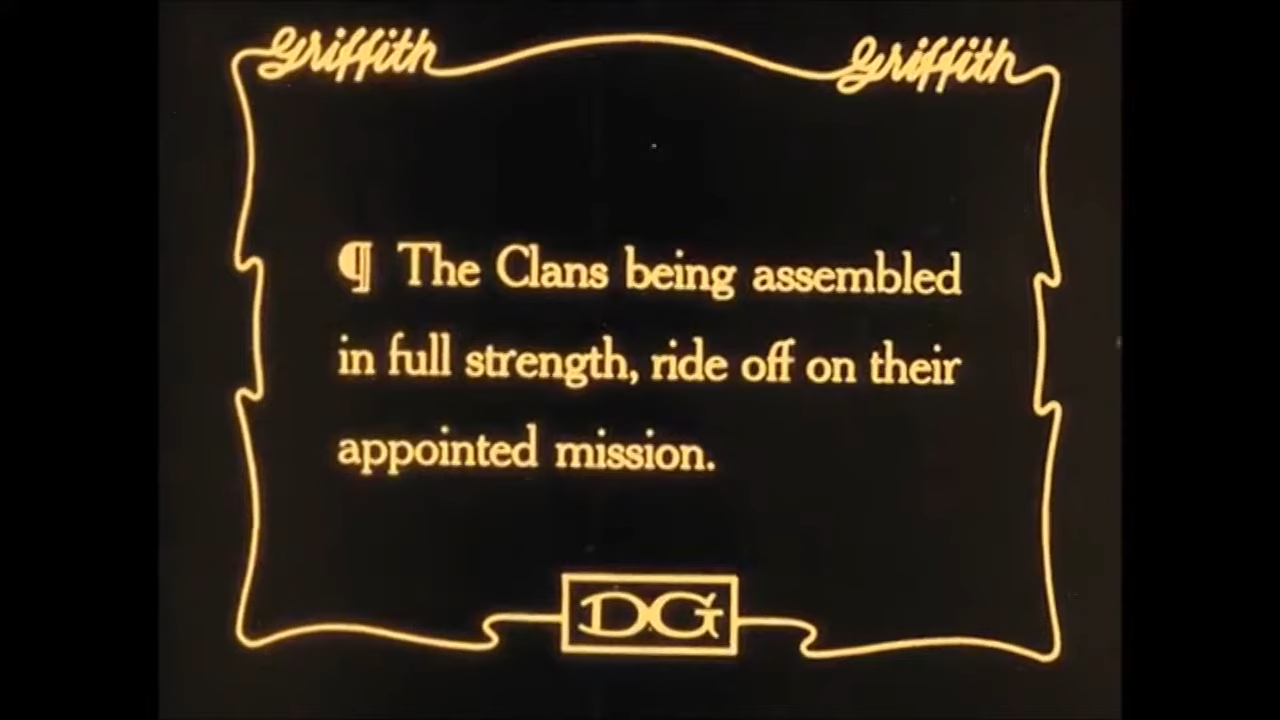 Griffith Griffith
¶ The Clans being assembled
in full strength, ride off on their
appointed mission.
DG